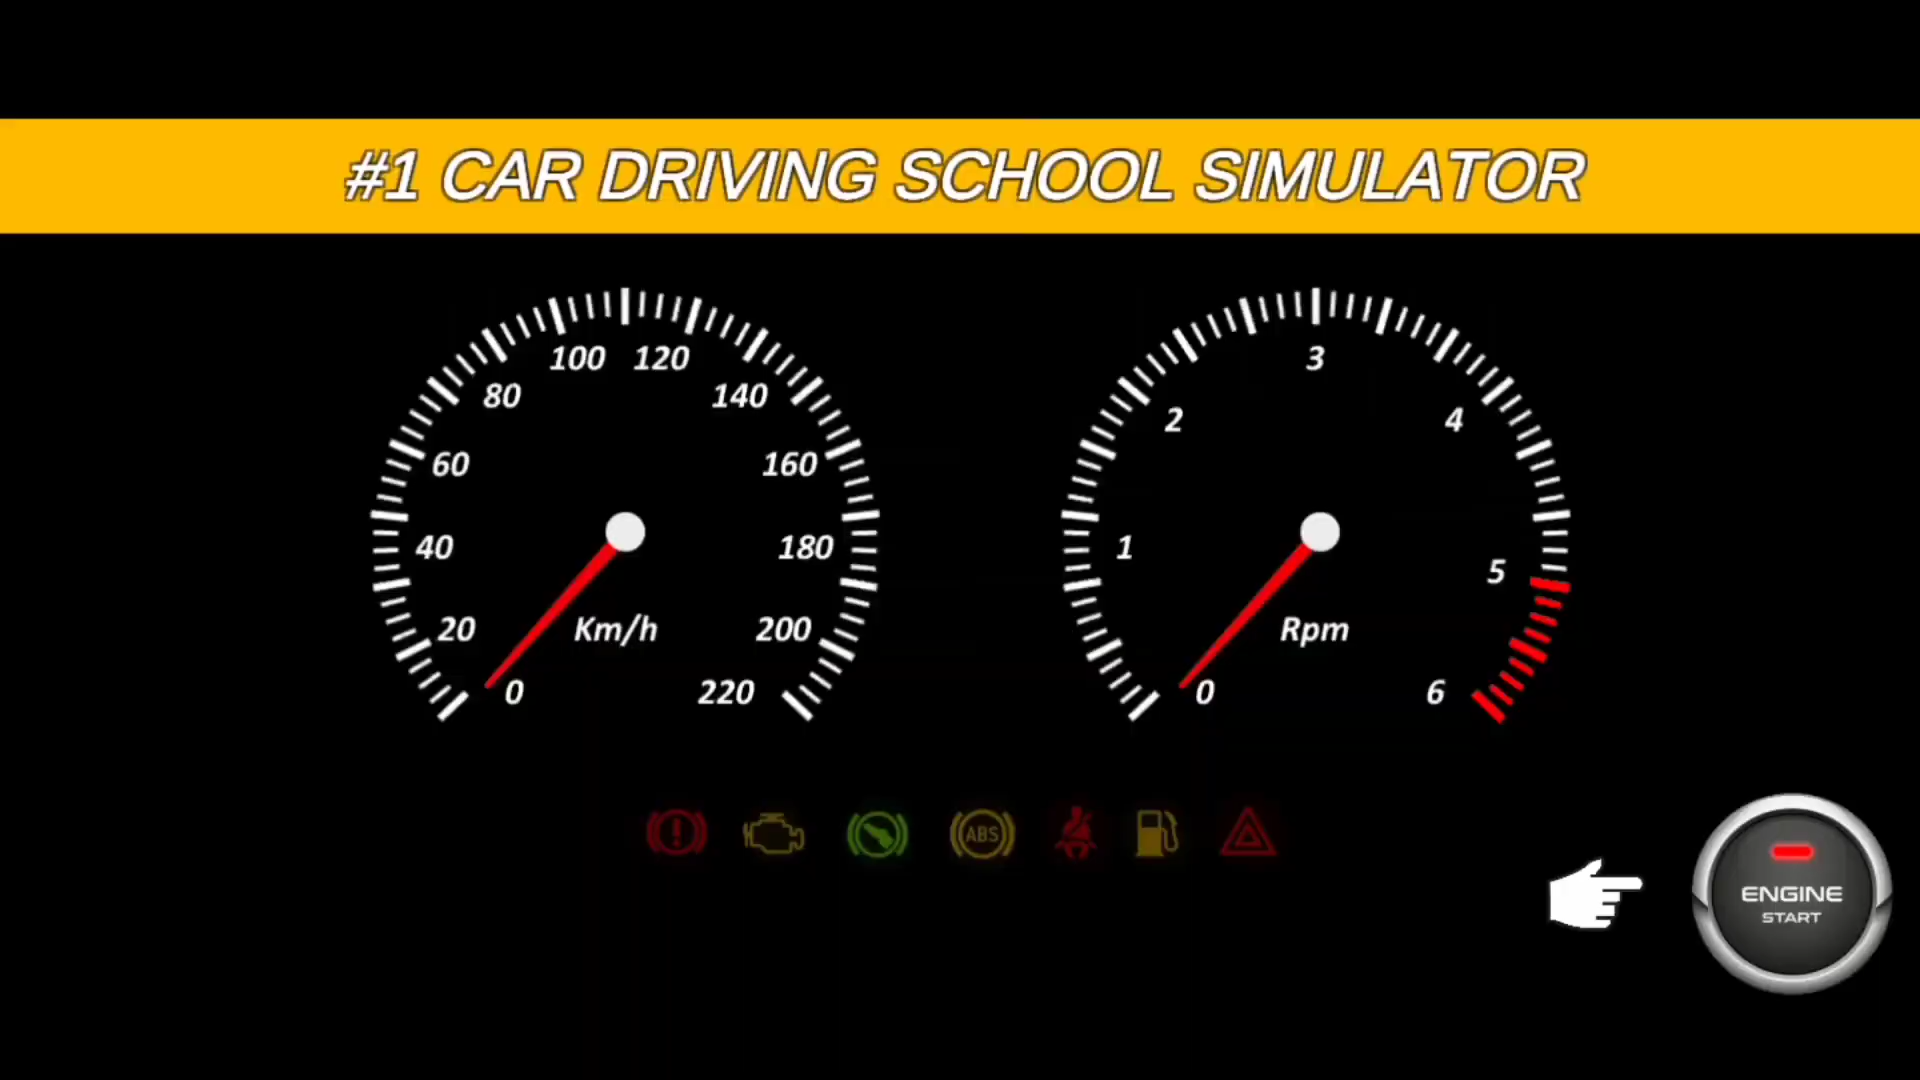 #1 CAR DRIVING SCHOOL SIMULATOR
100 120
80 140
60 160
40 180
20 Km/h 200
0 220
3
2 4
1 5
Rpm
0 6
ABS
ENGINE
START